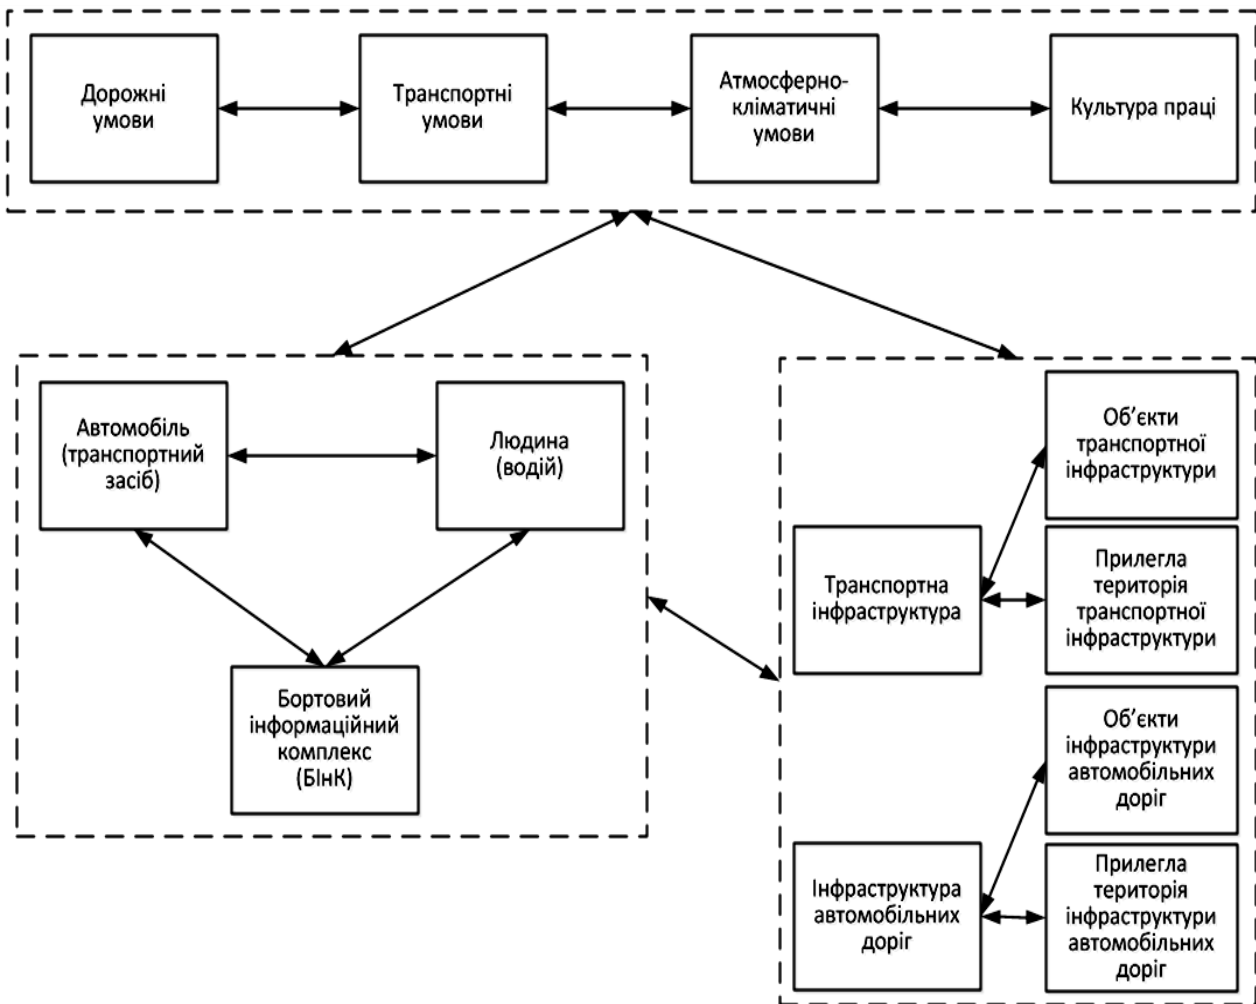 Дорожні
умови
Транспортні
умови
Атмосферно-
кліматичні
умови
Культура праці
Автомобіль
(транспортний
засіб)
Людина
(водій)
Бортовий
інформаційний
комплекс
(БІнК)
Об’єкти
транспортної
інфраструктури
Транспортна
інфраструктура
Прилегла
територія
транспортної
інфраструктури
Об’єкти
інфраструктури
автомобільних
доріг
Інфраструктура
автомобільних
доріг
Прилегла
територія
інфраструктури
автомобільних
доріг